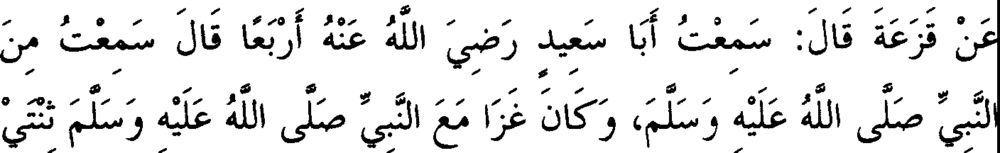 عَنْ قَزَعَةَ قَالَ: سَمِعْتُ أَبَا سَعِيدٍ رَضِيَ اللَّهُ عَنْهُ أَرْبَعًا قَالَ سَمِعْتُ مِنَ
النَّبِيِّ صَلَّى اللَّهُ عَلَيْهِ وَسَلَّمَ، وَكَانَ غَزَا مَعَ النَّبِيِّ صَلَّى اللَّهُ عَلَيْهِ وَسَلَّمَ ثِنْتَيْ